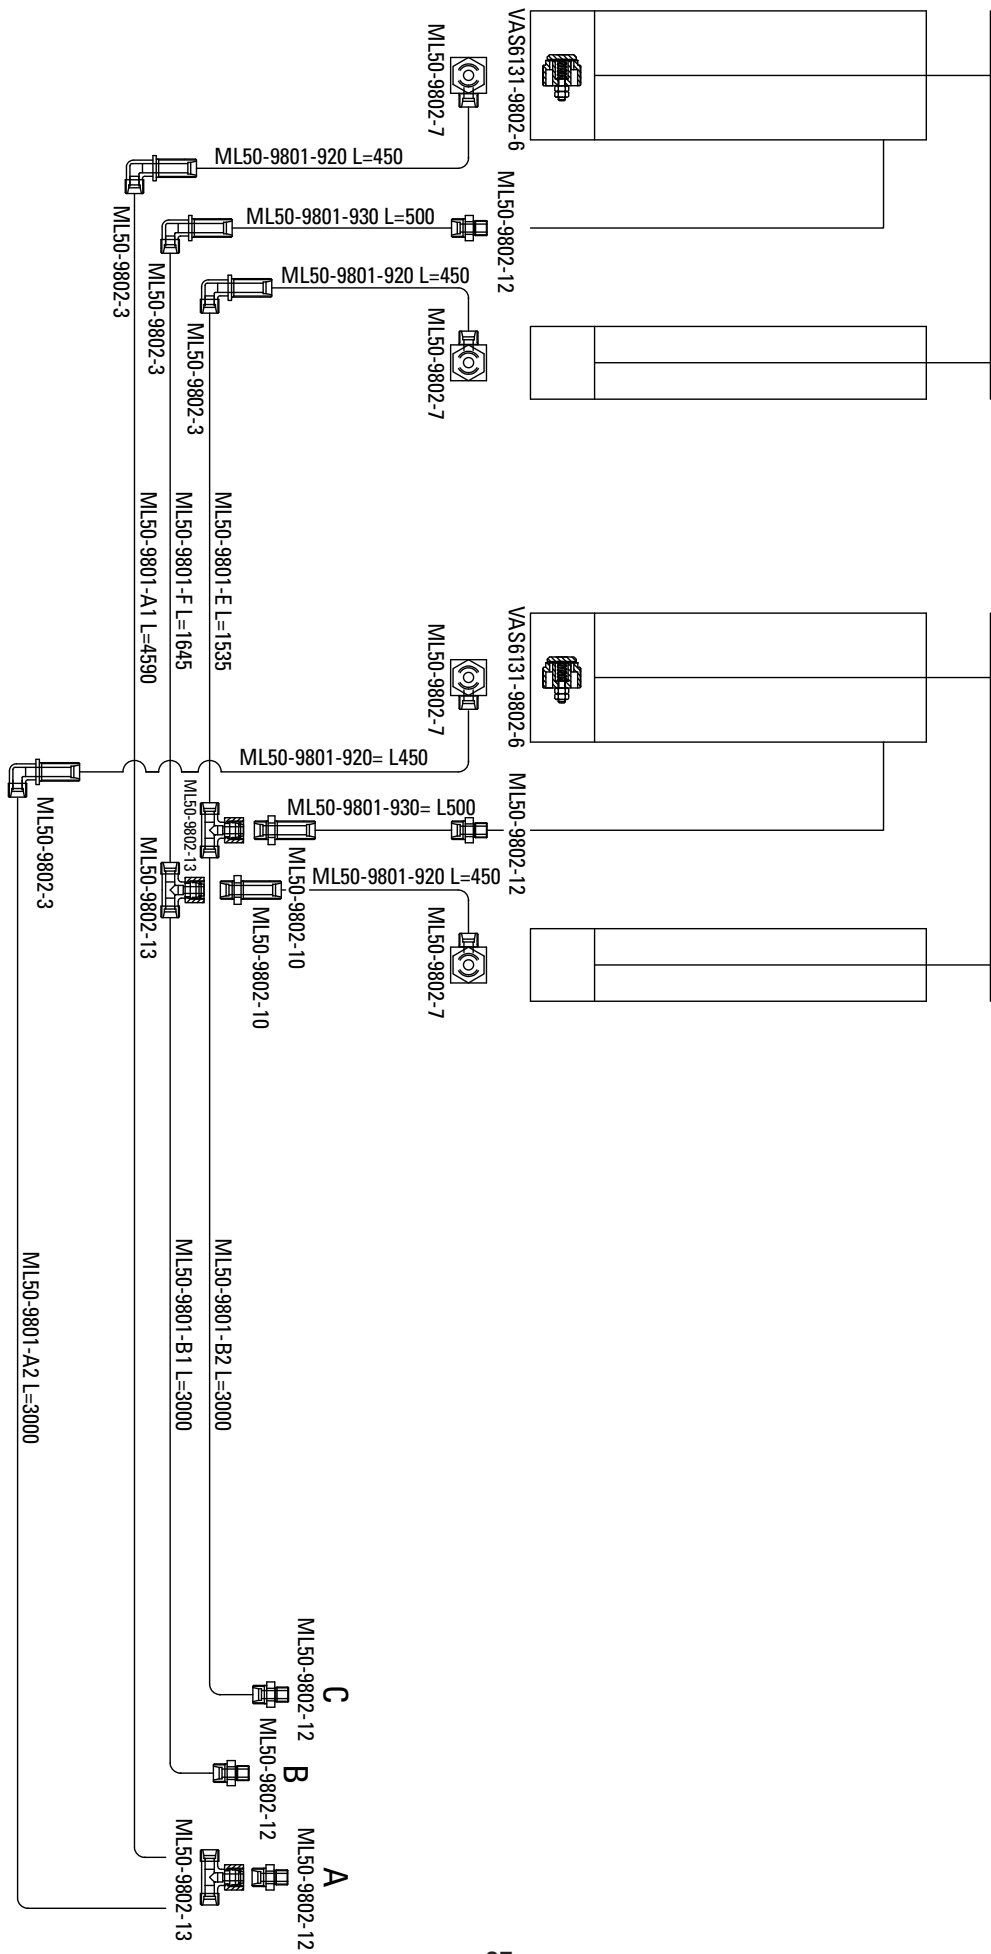 VAS6131-9802-6
ML50-9802-7
ML50-9801-920 L=450
ML50-9802-12
ML50-9802-3
ML50-9801-930 L=500
ML50-9802-3
ML50-9801-920 L=450
ML50-9802-7
ML50-9802-3
ML50-9801-A1 L=4590
ML50-9801-F L=1645
ML50-9801-E L=1535
VAS6131-9802-6
ML50-9802-7
ML50-9801-920= L450
ML50-9802-3
ML50-9802-13
ML50-9801-930= L500
ML50-9802-12
ML50-9802-13
ML50-9802-10
ML50-9801-920 L=450
ML50-9802-10
ML50-9802-7
ML50-9801-A2 L=3000
ML50-9801-B1 L=3000
ML50-9801-B2 L=3000
C
ML50-9802-12
B
ML50-9802-12
A
ML50-9802-12
ML50-9802-13